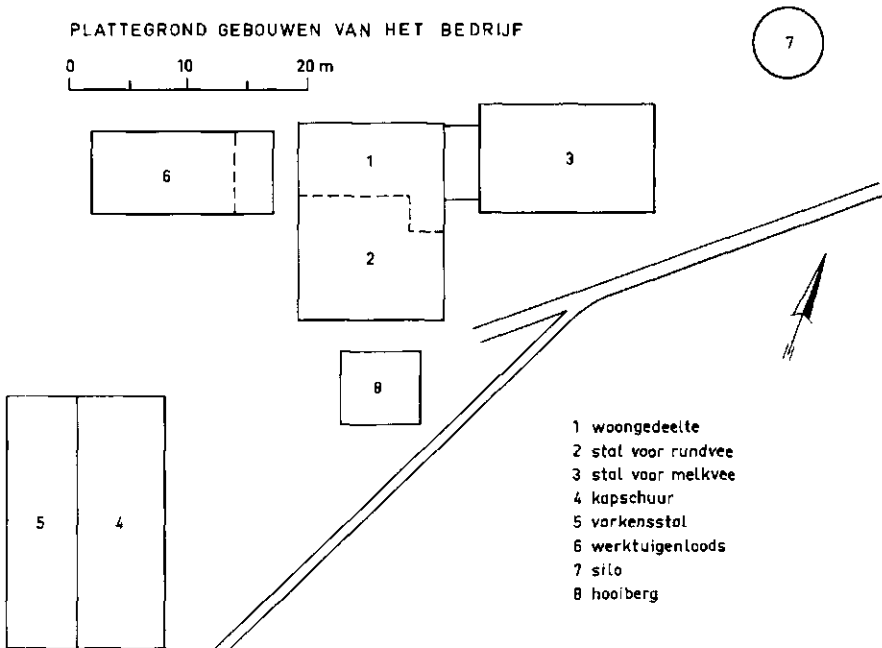 PLATTEGROND GEBOUWEN VAN HET BEDRIJF
0 10 20 m
7
1
3
6
2
8
5 4
N
1 woongedeelte
2 stal voor rundvee
3 stal voor melkvee
4 kapschuur
5 varkensstal
6 werktuigenloods
7 silo
8 hooiberg